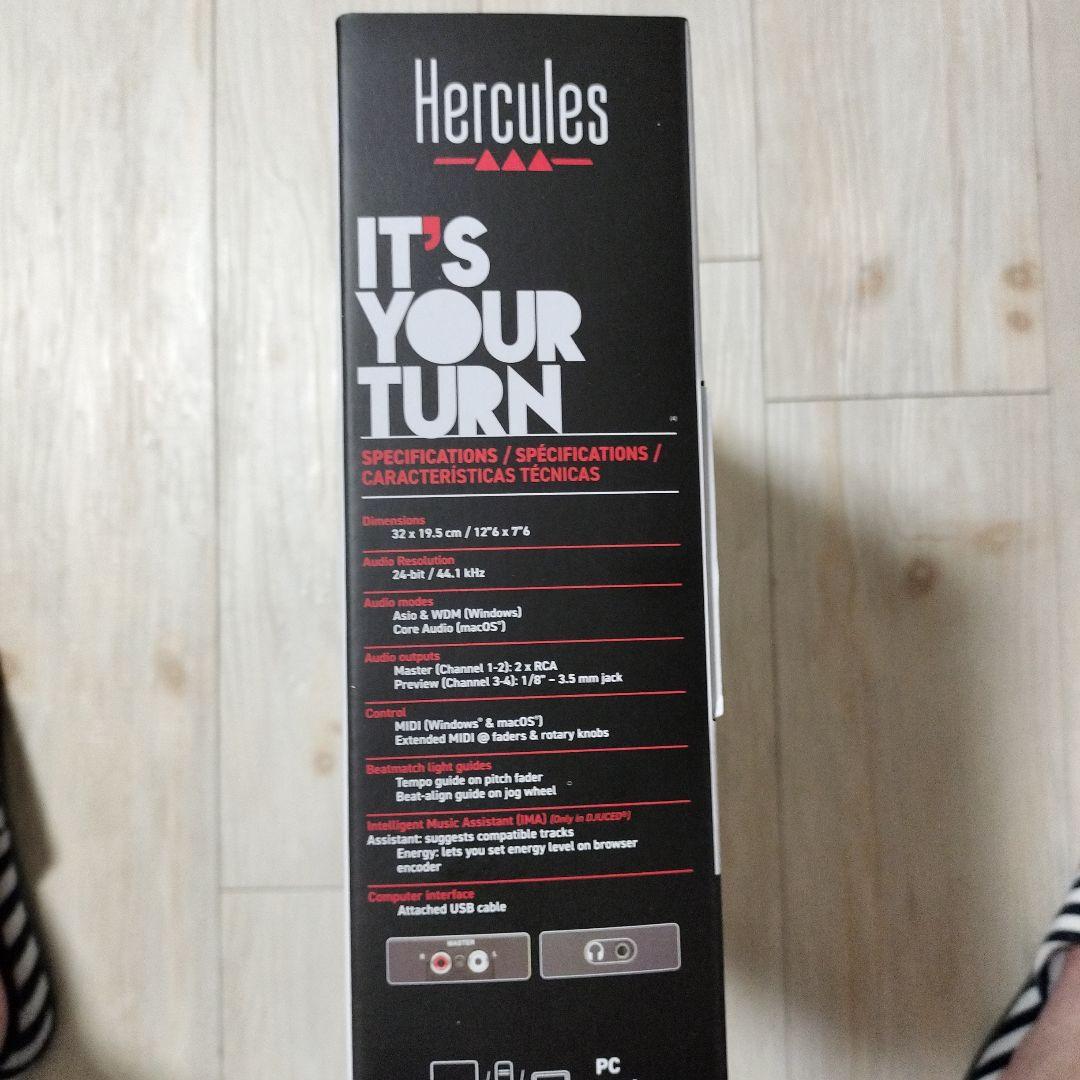 Hercules
IT'S
YOUR
TURN
(4)
SPECIFICATIONS / SPÉCIFICATIONS /
CARACTERÍSTICAS TÉCNICAS
Dimensions
32 x 19.5 cm / 12"6 x 7"6
Audio Resolution
24-bit / 44.1 kHz
Audio modes
Asio & WDM (Windows)
Core Audio (macOS®)
Audio outputs
Master (Channel 1-2): 2 x RCA
Preview (Channel 3-4): 1/8" – 3.5 mm jack
Control
MIDI (Windows® & macOS®)
Extended MIDI @ faders & rotary knobs
Beatmatch light guides
Tempo guide on pitch fader
Beat-align guide on jog wheel
Intelligent Music Assistant (IMA) (Only in DJUCED®)
Assistant: suggests compatible tracks
Energy: lets you set energy level on browser
encoder
Computer interface
Attached USB cable
MASTER
R L
PC